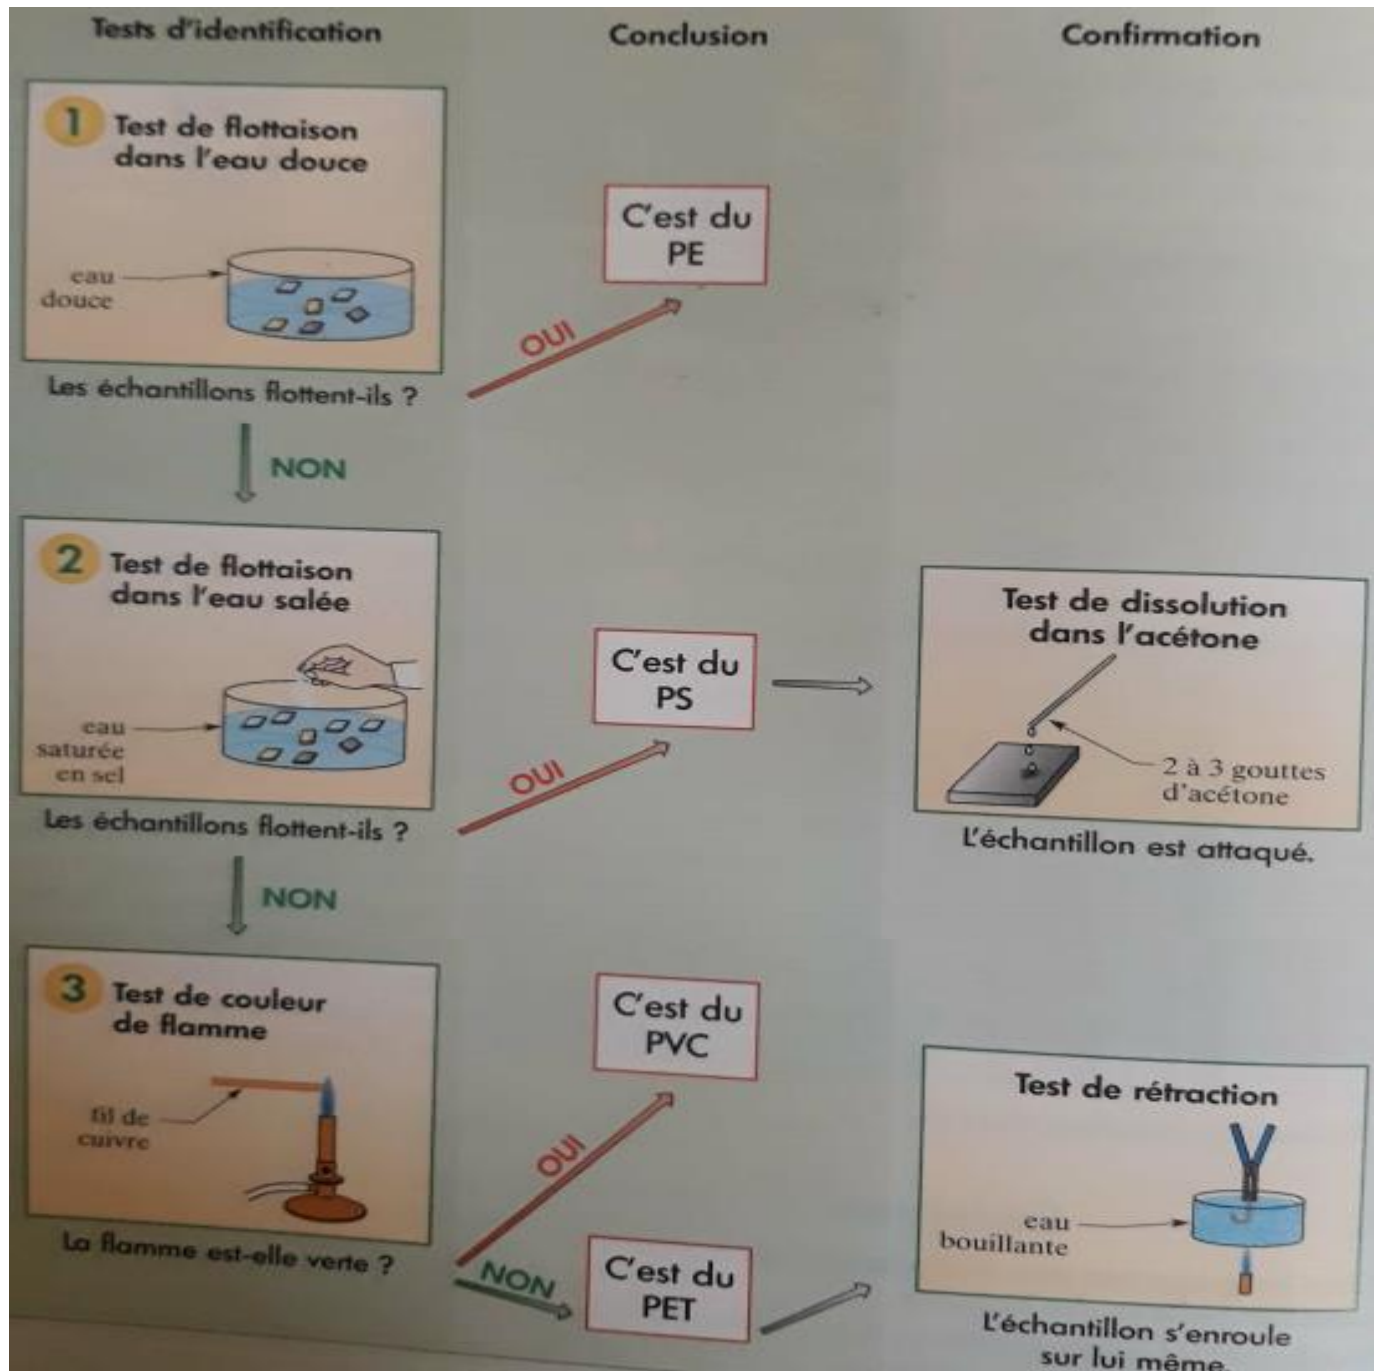 Tests d'identification
Conclusion
Confirmation
1
Test de flottaison
dans l'eau douce
eau
douce
Les échantillons flottent-ils ?
OUI
C'est du
PE
NON
2
Test de flottaison
dans l'eau salée
eau
saturée
en sel
Les échantillons flottent-ils ?
OUI
C'est du
PS
Test de dissolution
dans l'acétone
2 à 3 gouttes
d'acétone
L'échantillon est attaqué.
NON
3
Test de couleur
de flamme
fil de
cuivre
La flamme est-elle verte ?
OUI
C'est du
PVC
NON
C'est du
PET
Test de rétraction
eau
bouillante
L'échantillon s'enroule
sur lui même.